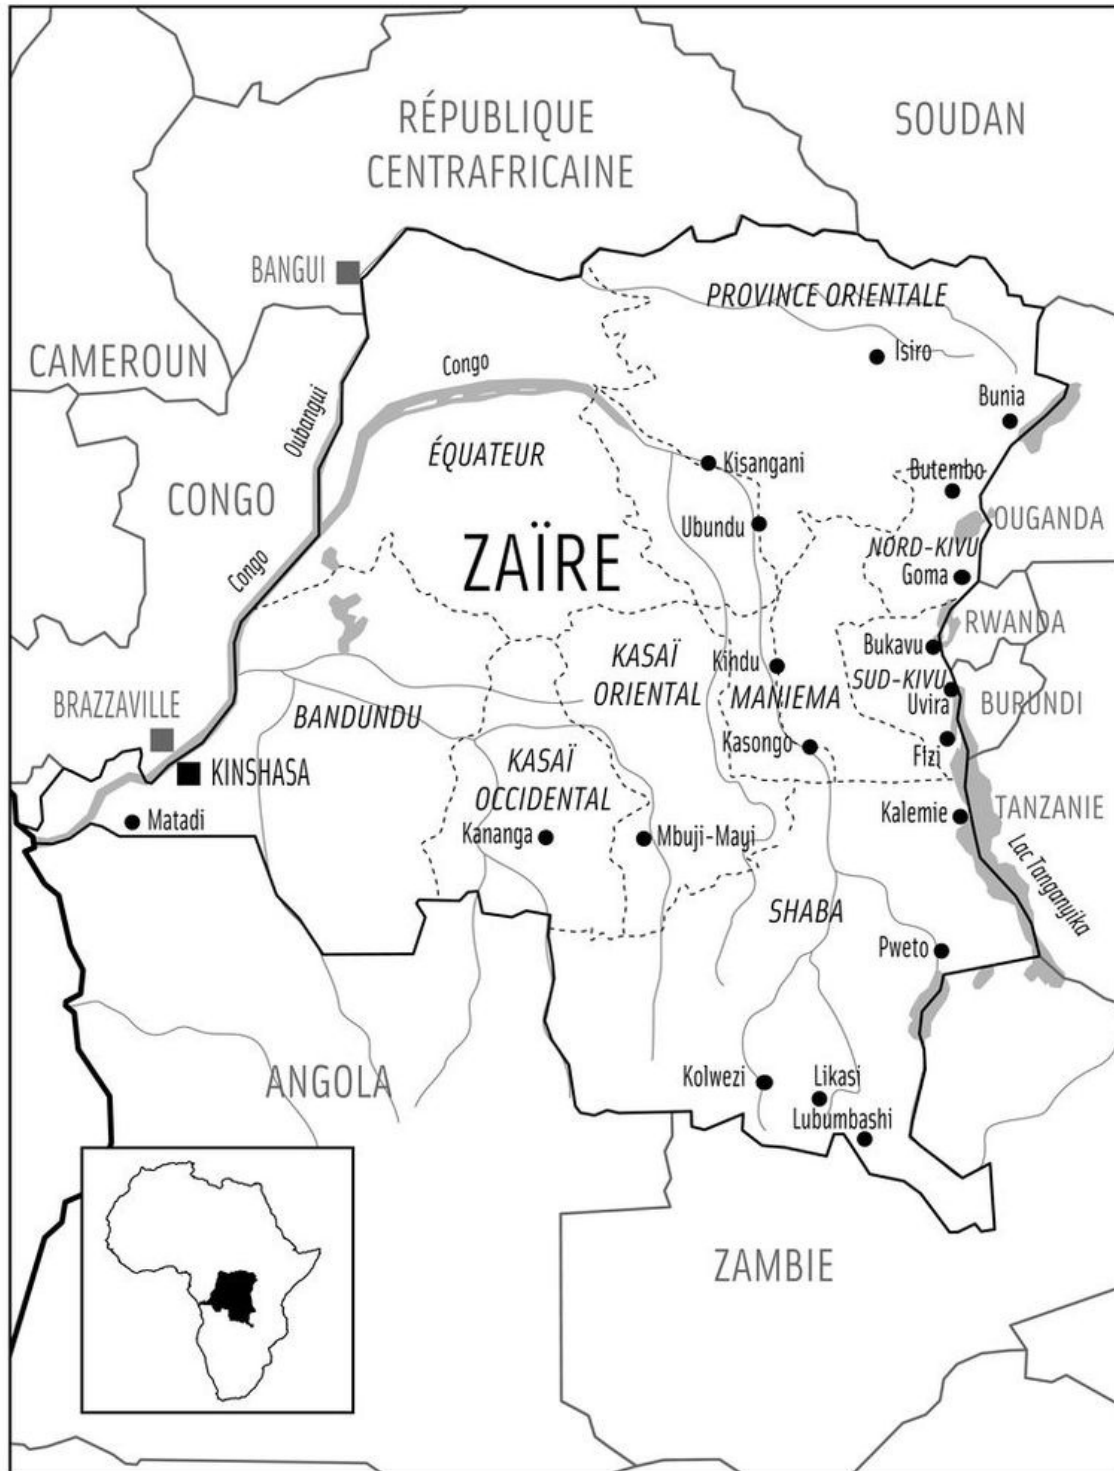 RÉPUBLIQUE
CENTRAFRICAINE
SOUDAN
BANGUI
PROVINCE ORIENTALE
CAMEROUN
Congo
Isiro
Oubangui
Bunia
ÉQUATEUR
Kisangani
Butembo
CONGO
Ubundu
OUGANDA
ZAÏRE
NORD-KIVU
Goma
Congo
RWANDA
Bukavu
KASAÏ
ORIENTAL
Kindu
MANIEMA
SUD-KIVU
Uvira
BURUNDI
BRAZZAVILLE
BANDUNDU
Kasongo
Fizi
KINSHASA
KASAÏ
OCCIDENTAL
TANZANIE
Matadi
Kananga
Mbuji-Mayi
Kalemie
Lac Tanganyika
SHABA
Pweto
ANGOLA
Kolwezi
Likasi
Lubumbashi
ZAMBIE